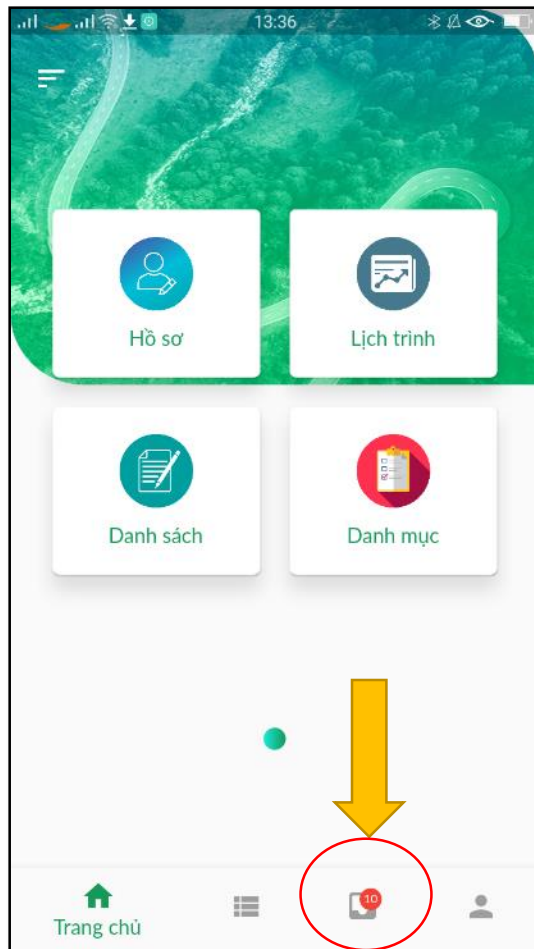 13:36
Hồ sơ
Lịch trình
Danh sách
Danh mục
10
Trang chủ